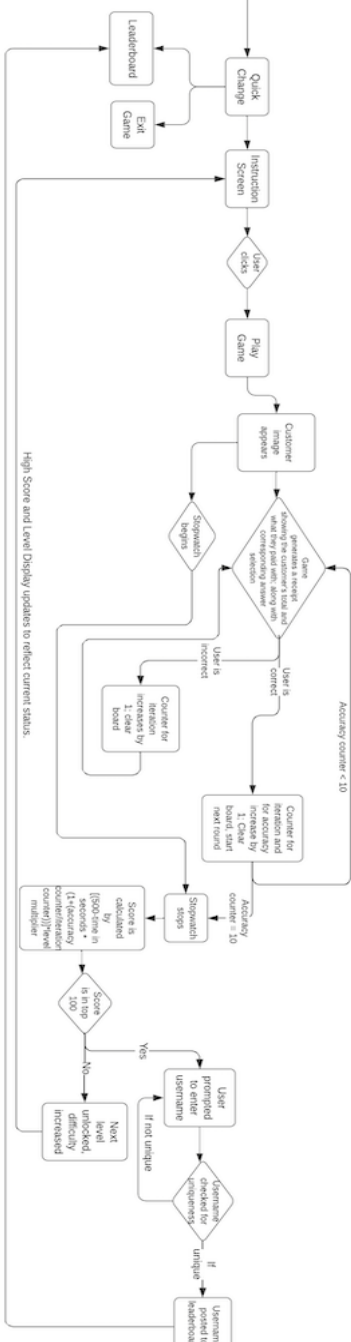 Quick
Change
Leaderboard
Exit
Game
Instruction
Screen
User
clicks
Play
Game
Customer
image
appears
Stopwatch
begins
Game
generates a receipt
showing the customer's total and
what they paid with; along with
corresponding answer
selection
User is
incorrect
User is
correct
Counter for
iteration
increases by
1; clear
board
Accuracy counter < 10
Counter for
iteration and
for accuracy
increase by
1; Clear
board, start
next round
Accuracy
counter = 10
Stopwatch
stops
Score is
calculated
by
[(500-time in
seconds *
(1+(accuracy
counter/iteration
counter))]*level
multiplier
Score
is in top
100
Yes
No
User
prompted
to enter
username
If not unique
Username
checked for
uniqueness
If
unique
Next
level
unlocked,
difficulty
increased
posted to
High Score and Level Display updates to reflect current status.